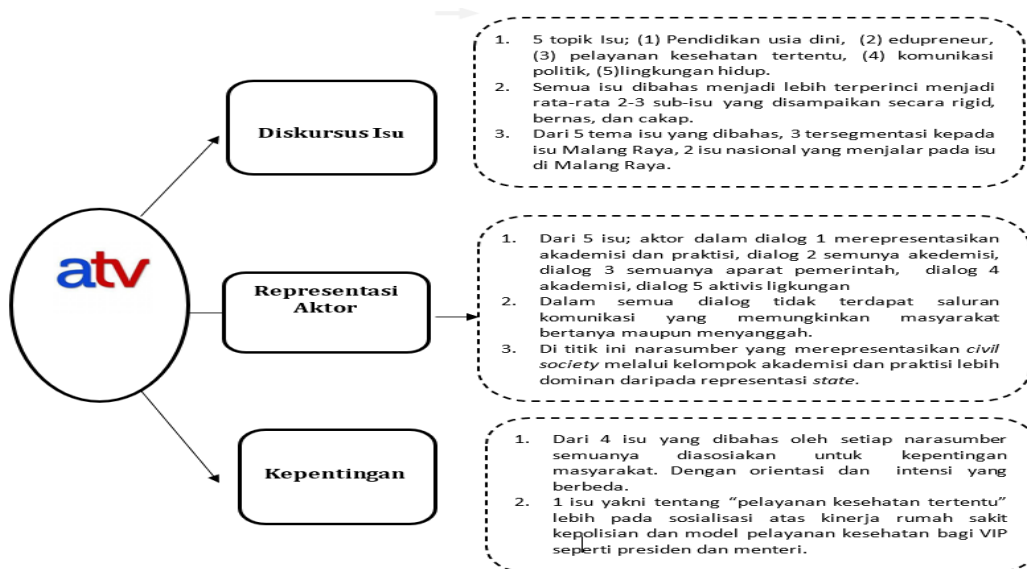 1. 5 topik Isu; (1) Pendidikan usia dini, (2) edupreneur,
(3) pelayanan kesehatan tertentu, (4) komunikasi
politik, (5)lingkungan hidup.
2. Semua isu dibahas menjadi lebih terperinci menjadi
rata-rata 2-3 sub-isu yang disampaikan secara rigid,
bernas, dan cakap.
3. Dari 5 tema isu yang dibahas, 3 tersegmentasi kepada
isu Malang Raya, 2 isu nasional yang menjalar pada isu
di Malang Raya.
Diskursus Isu
atv
Representasi
Aktor
1. Dari 5 isu; aktor dalam dialog 1 merepresentasikan
akademisi dan praktisi, dialog 2 semunya akedemisi,
dialog 3 semuanya aparat pemerintah, dialog 4
akademisi, dialog 5 aktivis ligkungan
2. Dalam semua dialog tidak terdapat saluran
komunikasi yang memungkinkan masyarakat
bertanya maupun menyanggah.
3. Di titik ini narasumber yang merepresentasikan civil
society melalui kelompok akademisi dan praktisi lebih
dominan daripada representasi state.
Kepentingan
1. Dari 4 isu yang dibahas oleh setiap narasumber
semuanya diasosiakan untuk kepentingan
masyarakat. Dengan orientasi dan intensi yang
berbeda.
2. 1 isu yakni tentang “pelayanan kesehatan tertentu”
lebih pada sosialisasi atas kinerja rumah sakit
kepolisian dan model pelayanan kesehatan bagi VIP
seperti presiden dan menteri.